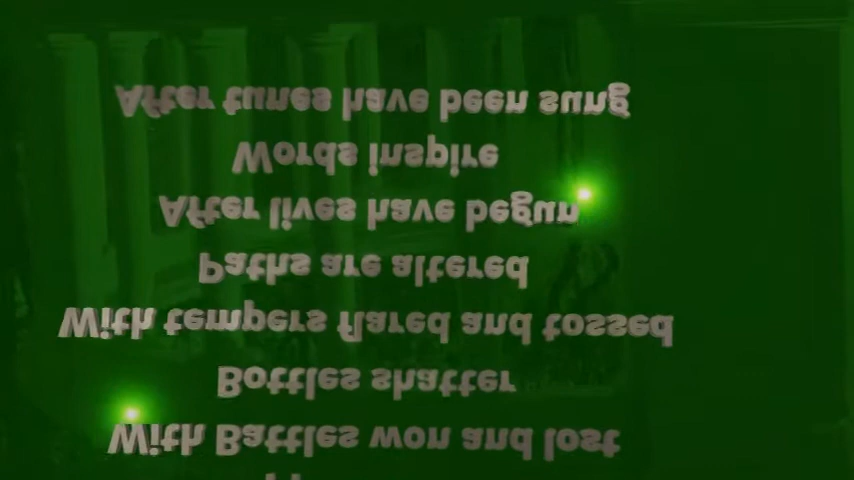 With Battles won and lost
Bottles shatter
With tempers flared and tossed
Paths are altered
After lives have begun
Words inspire
After tunes have been sung